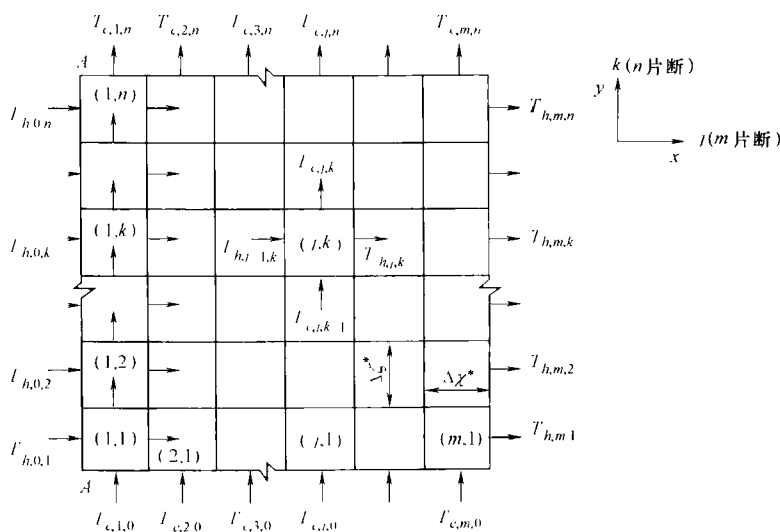 T_{c,1,n} T_{c,2,n} T_{c,3,n} T_{c,j,n} T_{c,m,n}
A
k(n片断)
y
x
j(m片断)
T_{h,0,n} (1,n) T_{h,m,n}
T_{c,j,k}
T_{h,0,k} (1,k) T_{h,j-1,k} (j,k) T_{h,j,k} T_{h,m,k}
T_{c,j,k-1}
T_{h,0,2} (1,2) Δy* Δχ* T_{h,m,2}
T_{h,0,1} (1,1) (2,1) (j,1) (m,1) T_{h,m,1}
A
T_{c,1,0} T_{c,2,0} T_{c,3,0} T_{c,j,0} T_{c,m,0}